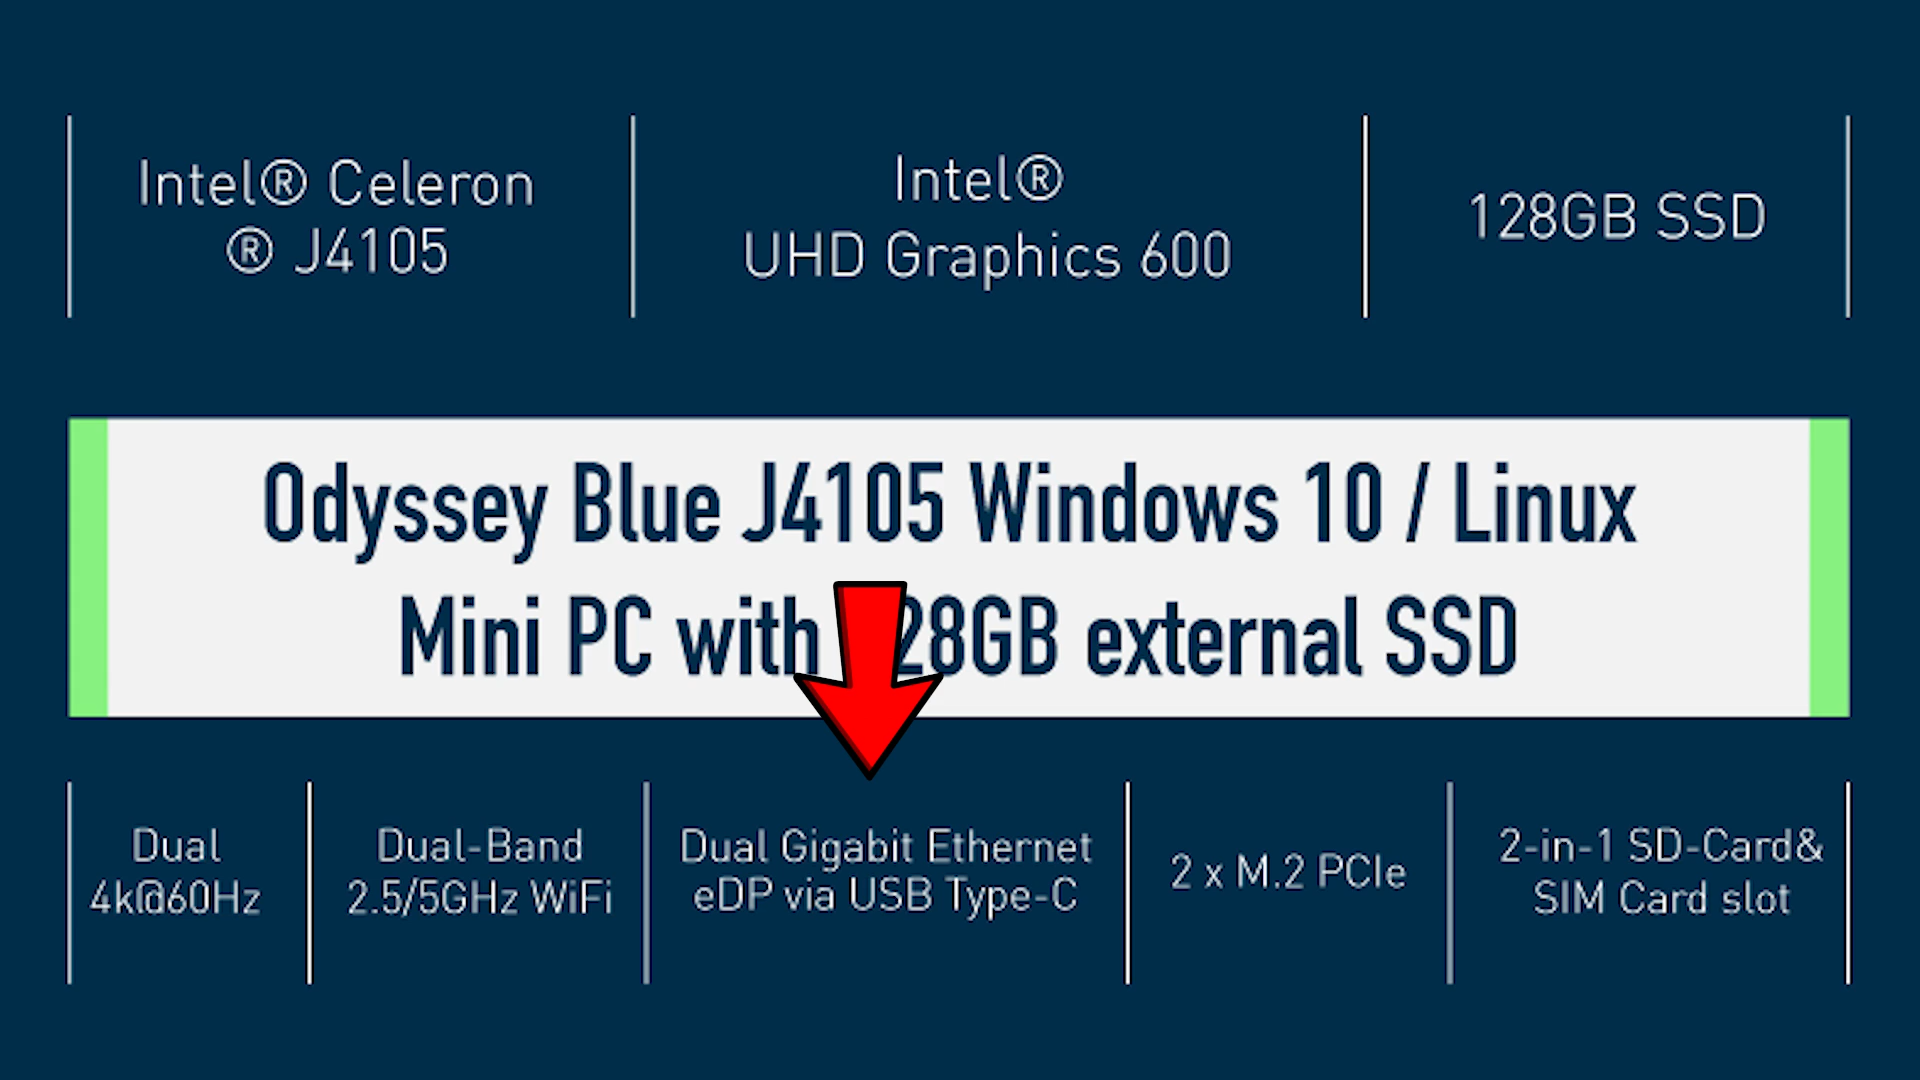 Intel® Celeron
® J4105
Intel®
UHD Graphics 600
128GB SSD
Odyssey Blue J4105 Windows 10 / Linux
Mini PC with 28GB external SSD
Dual
4k@60Hz
Dual-Band
2.5/5GHz WiFi
Dual Gigabit Ethernet
eDP via USB Type-C
2 x M.2 PCIe
2-in-1 SD-Card&
SIM Card slot